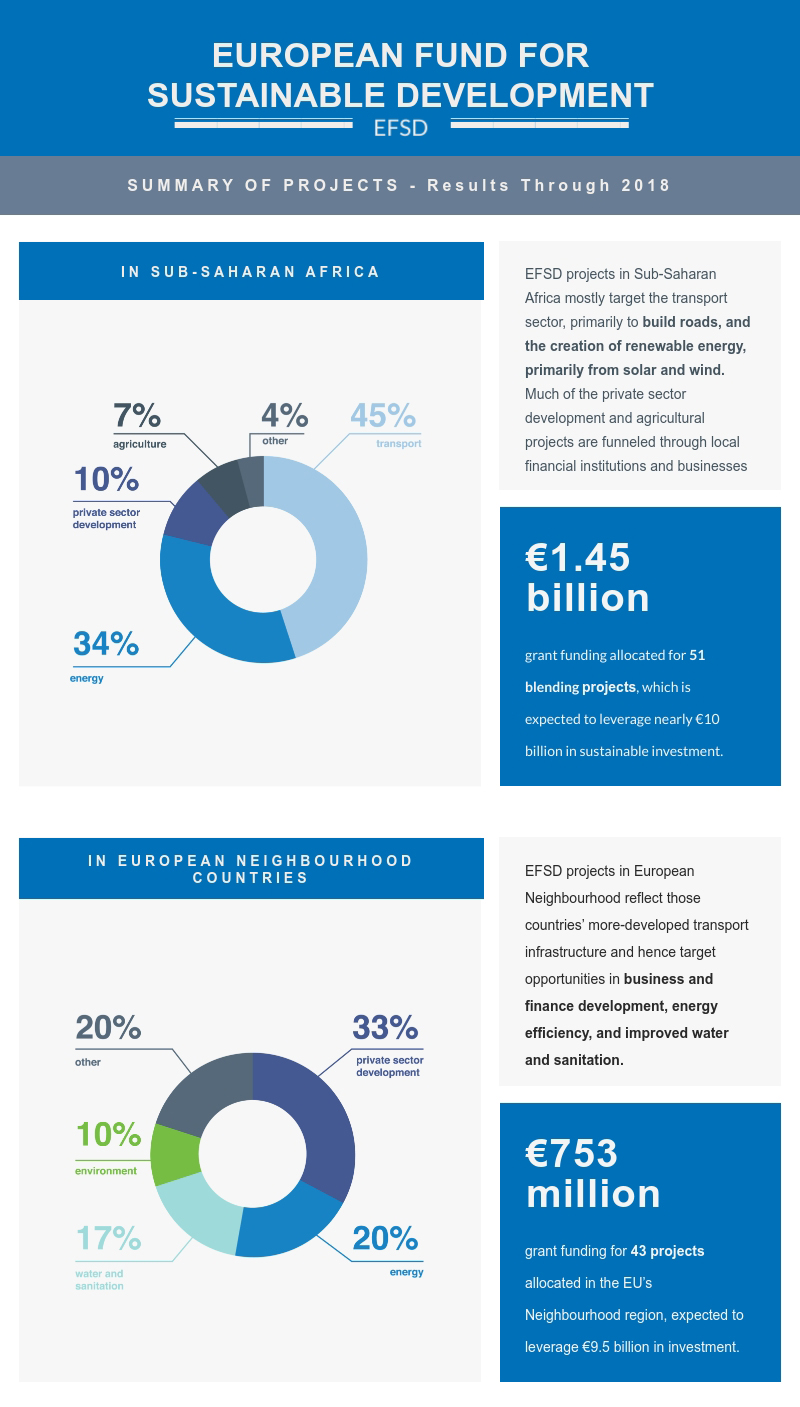 EUROPEAN FUND FOR
SUSTAINABLE DEVELOPMENT
EFSD
SUMMARY OF PROJECTS - Results Through 2018
IN SUB-SAHARAN AFRICA
7%
agriculture
4%
other
45%
transport
10%
private sector
development
34%
energy
EFSD projects in Sub-Saharan
Africa mostly target the transport
sector, primarily to build roads, and
the creation of renewable energy,
primarily from solar and wind.
Much of the private sector
development and agricultural
projects are funneled through local
financial institutions and businesses
€1.45
billion
grant funding allocated for 51
blending projects, which is
expected to leverage nearly €10
billion in sustainable investment.
IN EUROPEAN NEIGHBOURHOOD
COUNTRIES
20%
other
33%
private sector
development
10%
environment
17%
water and
sanitation
20%
energy
EFSD projects in European
Neighbourhood reflect those
countries’ more-developed transport
infrastructure and hence target
opportunities in business and
finance development, energy
efficiency, and improved water
and sanitation.
€753
million
grant funding for 43 projects
allocated in the EU’s
Neighbourhood region, expected to
leverage €9.5 billion in investment.